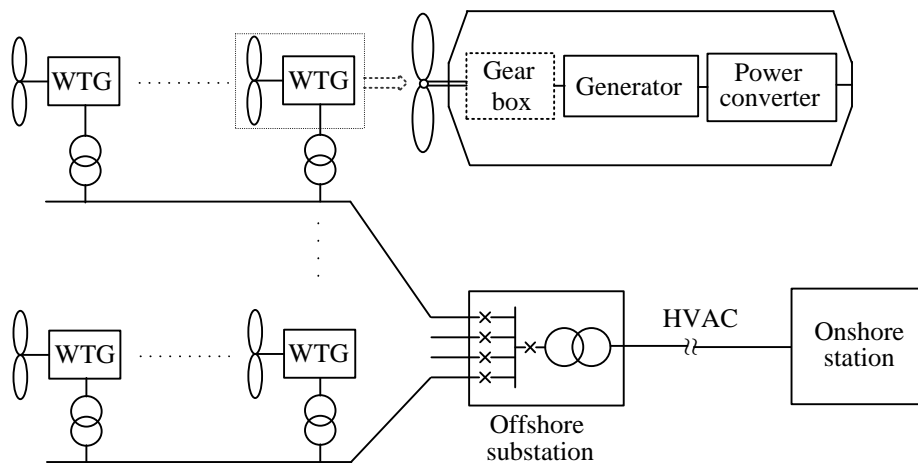 WTG
WTG
Gear
box
Generator
Power
converter
WTG
WTG
HVAC
Onshore
station
Offshore
substation